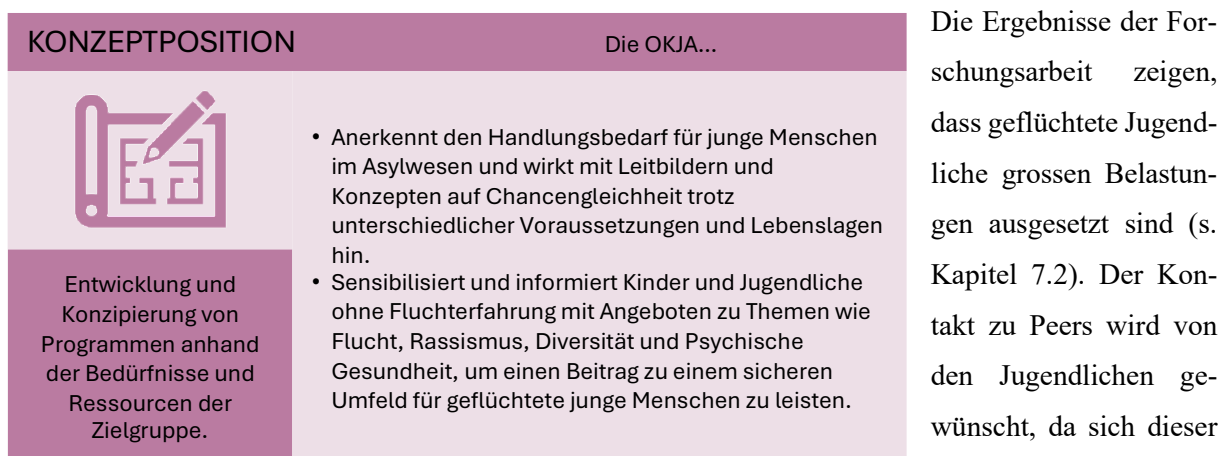 KONZEPTPOSITION
Die OKJA...
Entwicklung und
Konzipierung von
Programmen anhand
der Bedürfnisse und
Ressourcen der
Zielgruppe.
• Anerkennt den Handlungsbedarf für junge Menschen
im Asylwesen und wirkt mit Leitbildern und
Konzepten auf Chancengleichheit trotz
unterschiedlicher Voraussetzungen und Lebenslagen
hin.
• Sensibilisiert und informiert Kinder und Jugendliche
ohne Fluchterfahrung mit Angeboten zu Themen wie
Flucht, Rassismus, Diversität und Psychische
Gesundheit, um einen Beitrag zu einem sicheren
Umfeld für geflüchtete junge Menschen zu leisten.
Die Ergebnisse der For-
schungsarbeit zeigen,
dass geflüchtete Jugend-
liche grossen Belastun-
gen ausgesetzt sind (s.
Kapitel 7.2). Der Kon-
takt zu Peers wird von
den Jugendlichen ge-
wünscht, da sich dieser